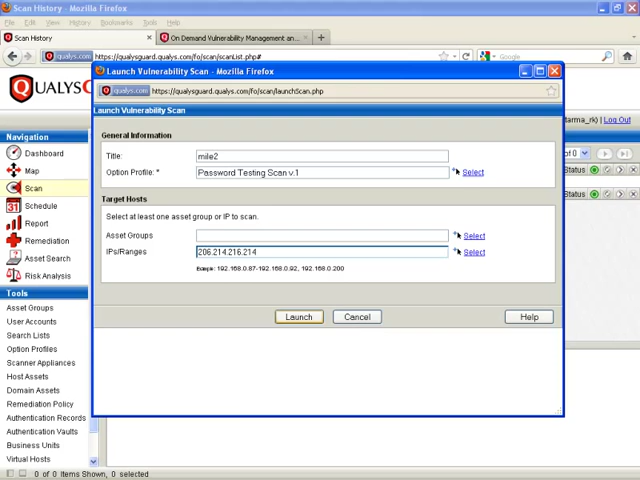 Scan History - Mozilla Firefox
File Edit View History Bookmarks Tools Help
Scan History
On Demand Vulnerability Management an...
qualys.com https://qualysguard.qualys.com/fo/scan/scanList.php#
Google
QUALYS
Log Out
Launch Vulnerability Scan - Mozilla Firefox
qualys.com https://qualysguard.qualys.com/fo/scan/launchScan.php
Launch Vulnerability Scan
General Information
Title: mile2
Option Profile: * Password Testing Scan v.1 Select
Target Hosts
Select at least one asset group or IP to scan.
Asset Groups Select
IPs/Ranges 206.214.216.214 Select
Example: 192.168.0.87-192.168.0.92, 192.168.0.200
Launch Cancel Help
of 0
Status
Status
Navigation
Dashboard
Map
Scan
Schedule
Report
Remediation
Asset Search
Risk Analysis
Tools
Asset Groups
User Accounts
Search Lists
Option Profiles
Scanner Appliances
Host Assets
Domain Assets
Remediation Policy
Authentication Records
Authentication Vaults
Business Units
Virtual Hosts
0 of 0 Items Shown, 0 selected